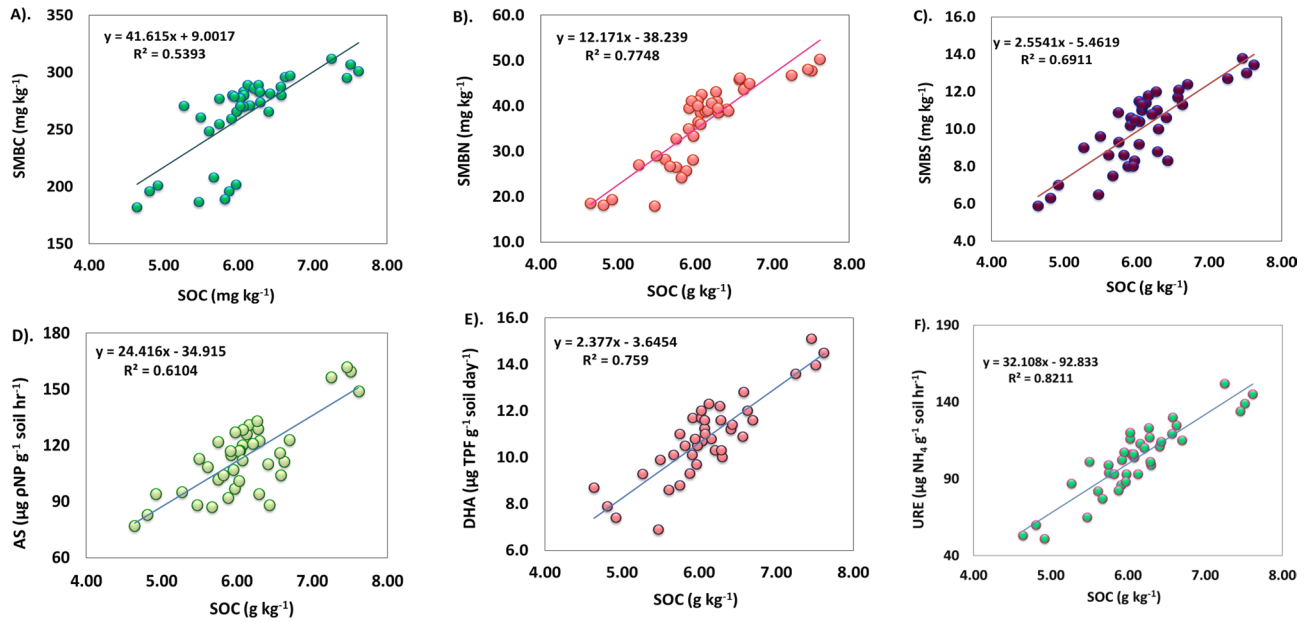 A).
350
300
250
200
150
SMBC (mg kg⁻¹)
y = 41.615x + 9.0017
R² = 0.5393
4.00 5.00 6.00 7.00 8.00
SOC (mg kg⁻¹)
B).
60.0
50.0
40.0
30.0
20.0
10.0
SMBN (mg kg⁻¹)
y = 12.171x - 38.239
R² = 0.7748
4.00 5.00 6.00 7.00 8.00
SOC (g kg⁻¹)
C).
16.0
14.0
12.0
10.0
8.0
6.0
4.0
SMBS (mg kg⁻¹)
y = 2.5541x - 5.4619
R² = 0.6911
4.00 5.00 6.00 7.00 8.00
SOC (g kg⁻¹)
D).
180
150
120
90
60
AS (µg ρNP g⁻¹ soil hr⁻¹)
y = 24.416x - 34.915
R² = 0.6104
4.00 5.00 6.00 7.00 8.00
SOC (g kg⁻¹)
E).
16.0
14.0
12.0
10.0
8.0
6.0
DHA (µg TPF g⁻¹ soil day⁻¹)
y = 2.377x - 3.6454
R² = 0.759
4.00 5.00 6.00 7.00 8.00
SOC (g kg⁻¹)
F).
190
140
90
40
URE (µg NH₄ g⁻¹ soil hr⁻¹)
y = 32.108x - 92.833
R² = 0.8211
4.00 5.00 6.00 7.00 8.00
SOC (g kg⁻¹)